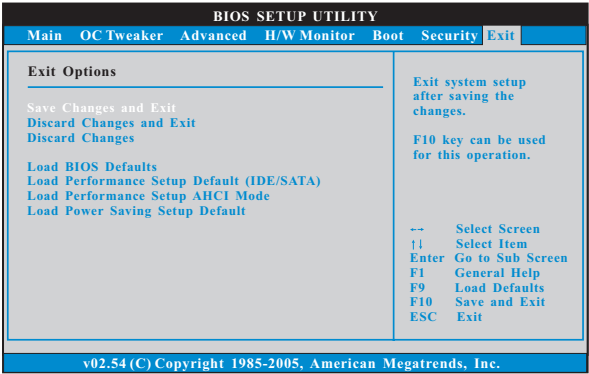 BIOS SETUP UTILITY
Main OC Tweaker Advanced H/W Monitor Boot Security Exit
Exit Options
Save Changes and Exit
Discard Changes and Exit
Discard Changes
Load BIOS Defaults
Load Performance Setup Default (IDE/SATA)
Load Performance Setup AHCI Mode
Load Power Saving Setup Default
Exit system setup
after saving the
changes.
F10 key can be used
for this operation.
←→ Select Screen
↑↓ Select Item
Enter Go to Sub Screen
F1 General Help
F9 Load Defaults
F10 Save and Exit
ESC Exit
v02.54 (C) Copyright 1985-2005, American Megatrends, Inc.